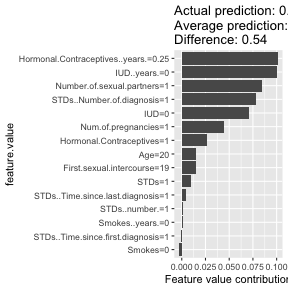 Actual prediction: 0.
Average prediction:
Difference: 0.54
Hormonal.Contraceptives..years.=0.25
IUD..years.=0
Number.of.sexual.partners=1
STDs..Number.of.diagnosis=1
IUD=0
Num.of.pregnancies=1
Hormonal.Contraceptives=1
Age=20
First.sexual.intercourse=19
STDs=1
STDs..Time.since.last.diagnosis=1
STDs..number.=1
Smokes..years.=0
STDs..Time.since.first.diagnosis=1
Smokes=0
feature.value
0.000 0.025 0.050 0.075 0.100
Feature value contribution